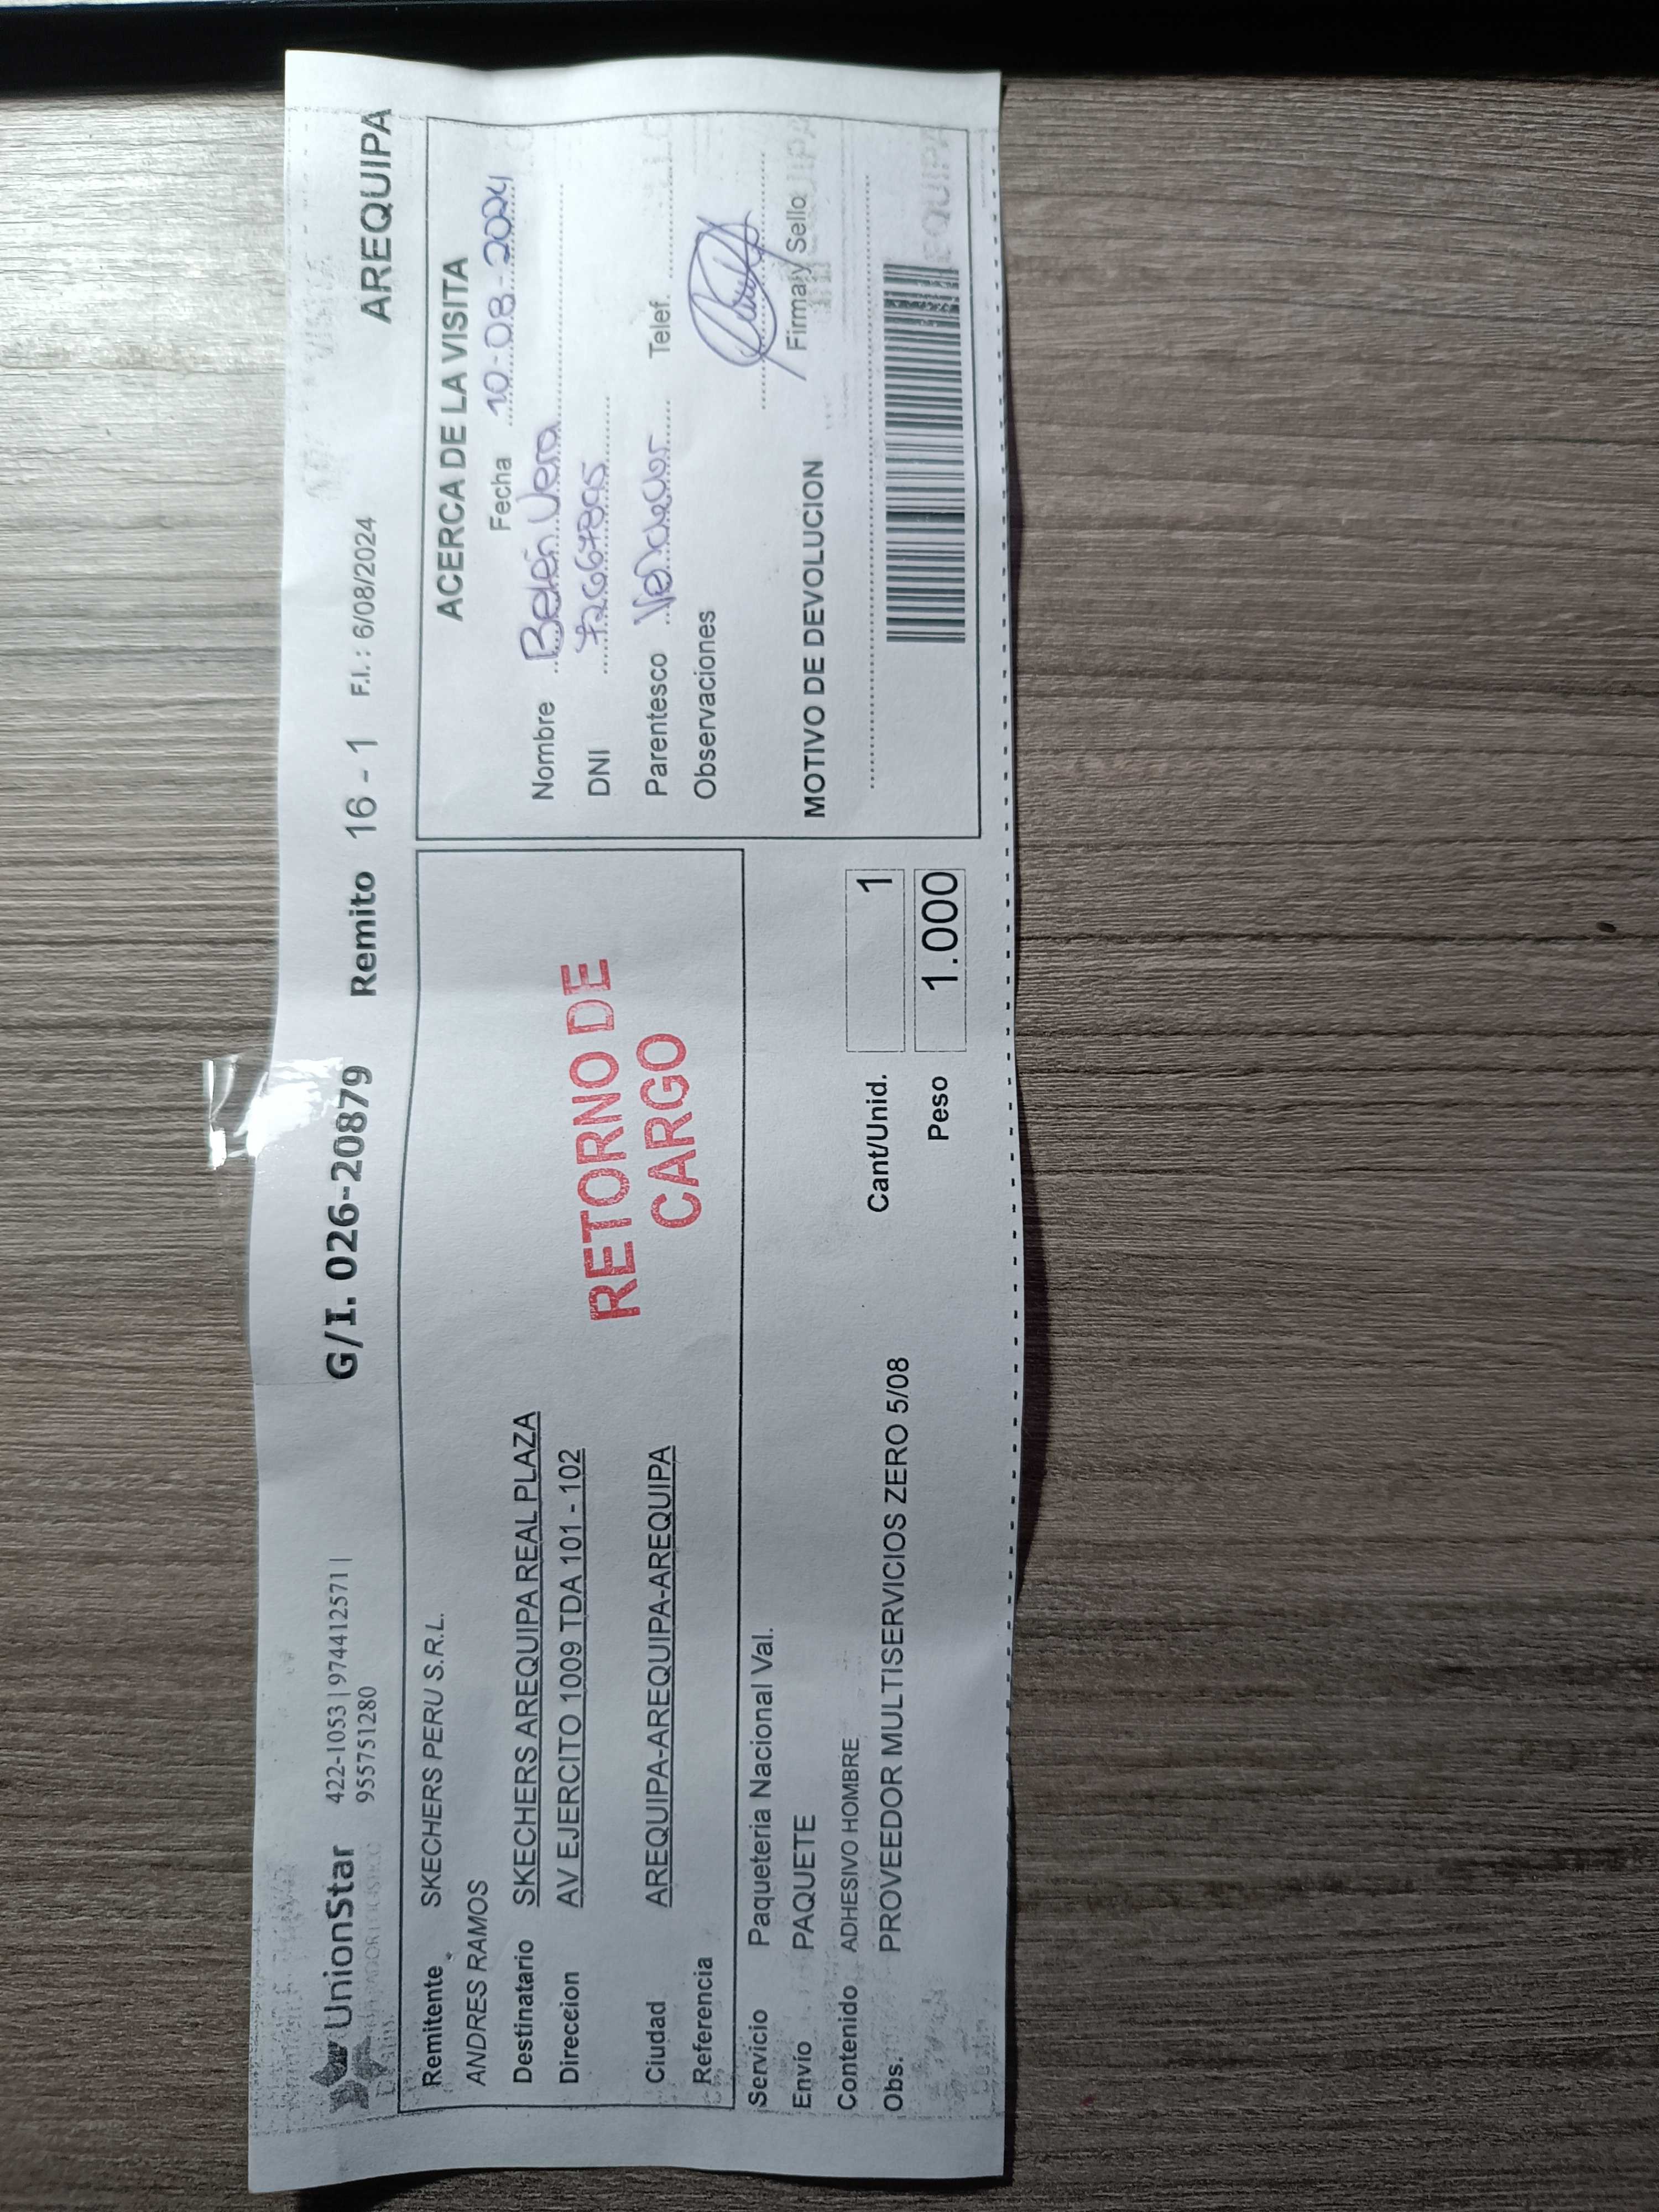 UnionStar 422-1053 | 974412571 | G/I. 026-20879 Remito 16 - 1 F.I. : 6/08/2024 AREQUIPA
955751280
Remitente SKECHERS PERU S.R.L.
ANDRES RAMOS
Destinatario SKECHERS AREQUIPA REAL PLAZA
Direccion AV EJERCITO 1009 TDA 101 - 102
Ciudad AREQUIPA-AREQUIPA-AREQUIPA
Referencia
RETORNO DE
CARGO
Servicio Paqueteria Nacional Val.
Envío PAQUETE
Contenido ADHESIVO HOMBRE
Obs. PROVEEDOR MULTISERVICIOS ZERO 5/08
Cant/Unid. 1
Peso 1.000
ACERCA DE LA VISITA
Fecha 10-08-2024
Nombre Belén Vera
DNI 72667895
Parentesco Vendedor Telef.
Observaciones
Firma y Sello
MOTIVO DE DEVOLUCION